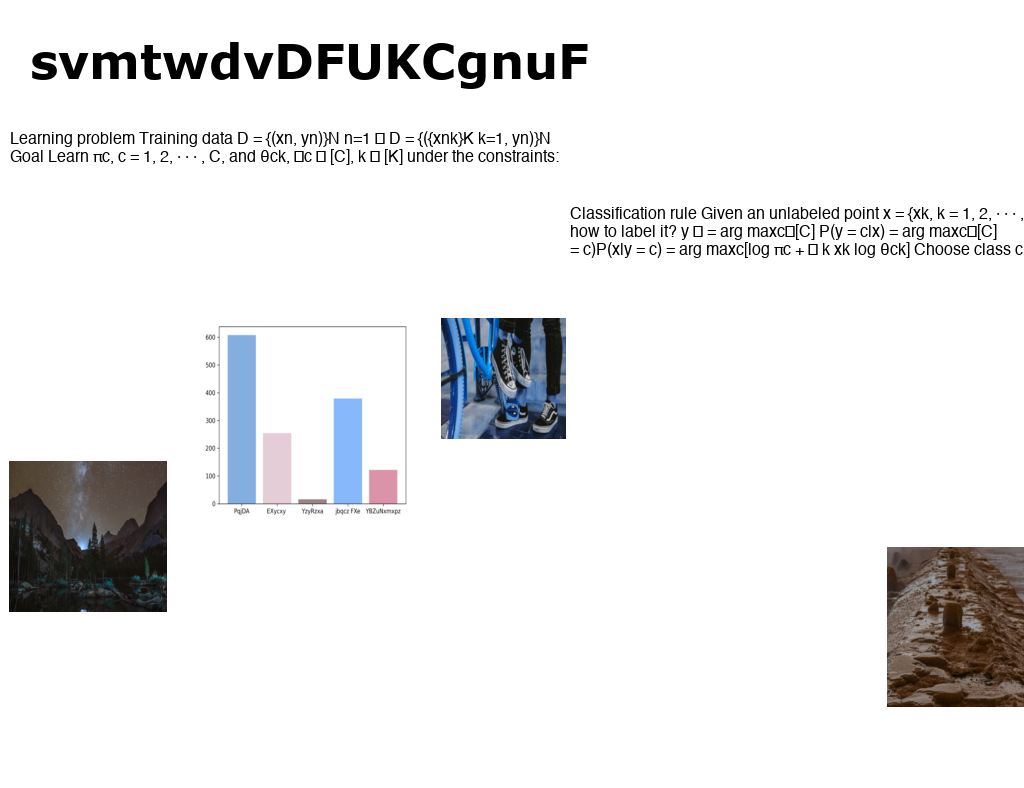 svmtwdvDFUKCgnuF
Learning problem Training data D = {(xn, yn)}N n=1 □ D = {({xnk}K k=1, yn)}N
Goal Learn πc, c = 1, 2, · · · , C, and θck, □c □ [C], k □ [K] under the constraints:
Classification rule Given an unlabeled point x = {xk, k = 1, 2, · · · ,
how to label it? y □ = arg maxc□[C] P(y = c|x) = arg maxc□[C]
= c)P(x|y = c) = arg maxc[log πc + □ k xk log θck] Choose class c
600
500
400
300
200
100
0
PqjDA EXycxy YzyRzxa jbqcz FXe YBZuNxmxpz